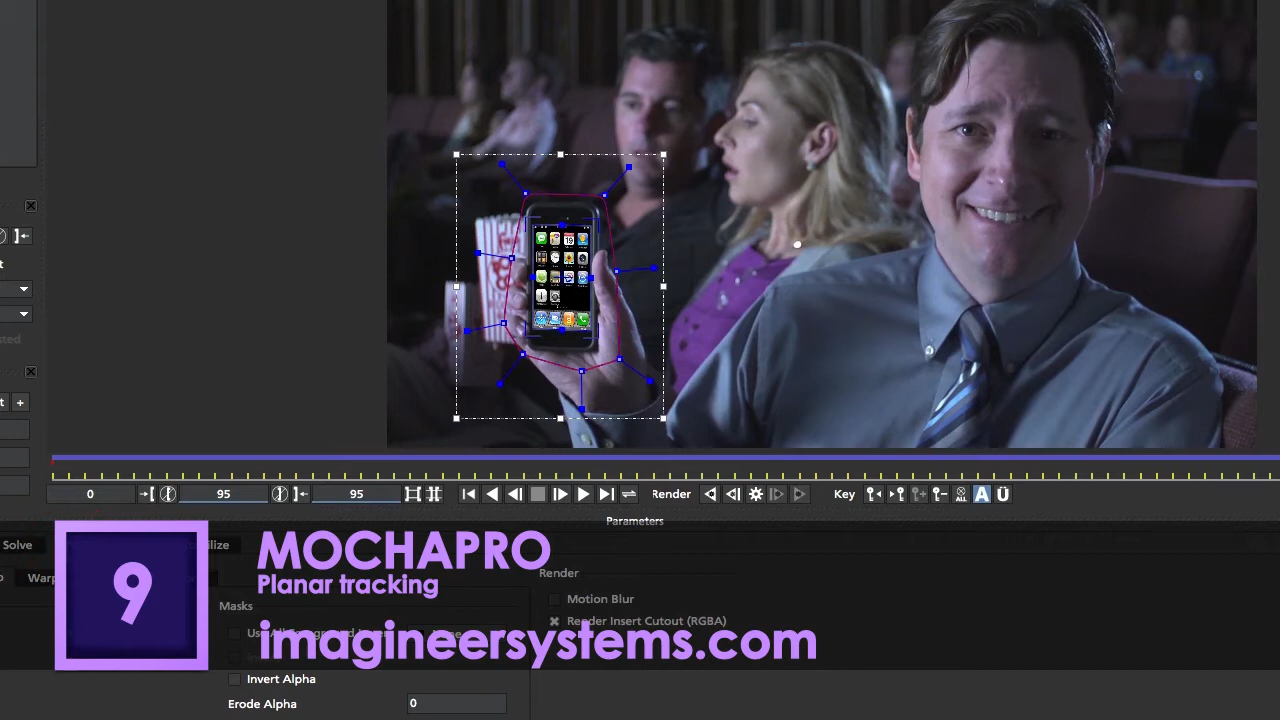 0
95
95
Render
Key
ALL
A
Ü
Parameters
Solve
MOCHAPRO
Planar tracking
9
Warp
Render
Masks
Motion Blur
Render Insert Cutout (RGBA)
imagineersystems.com
Invert Alpha
Erode Alpha
0